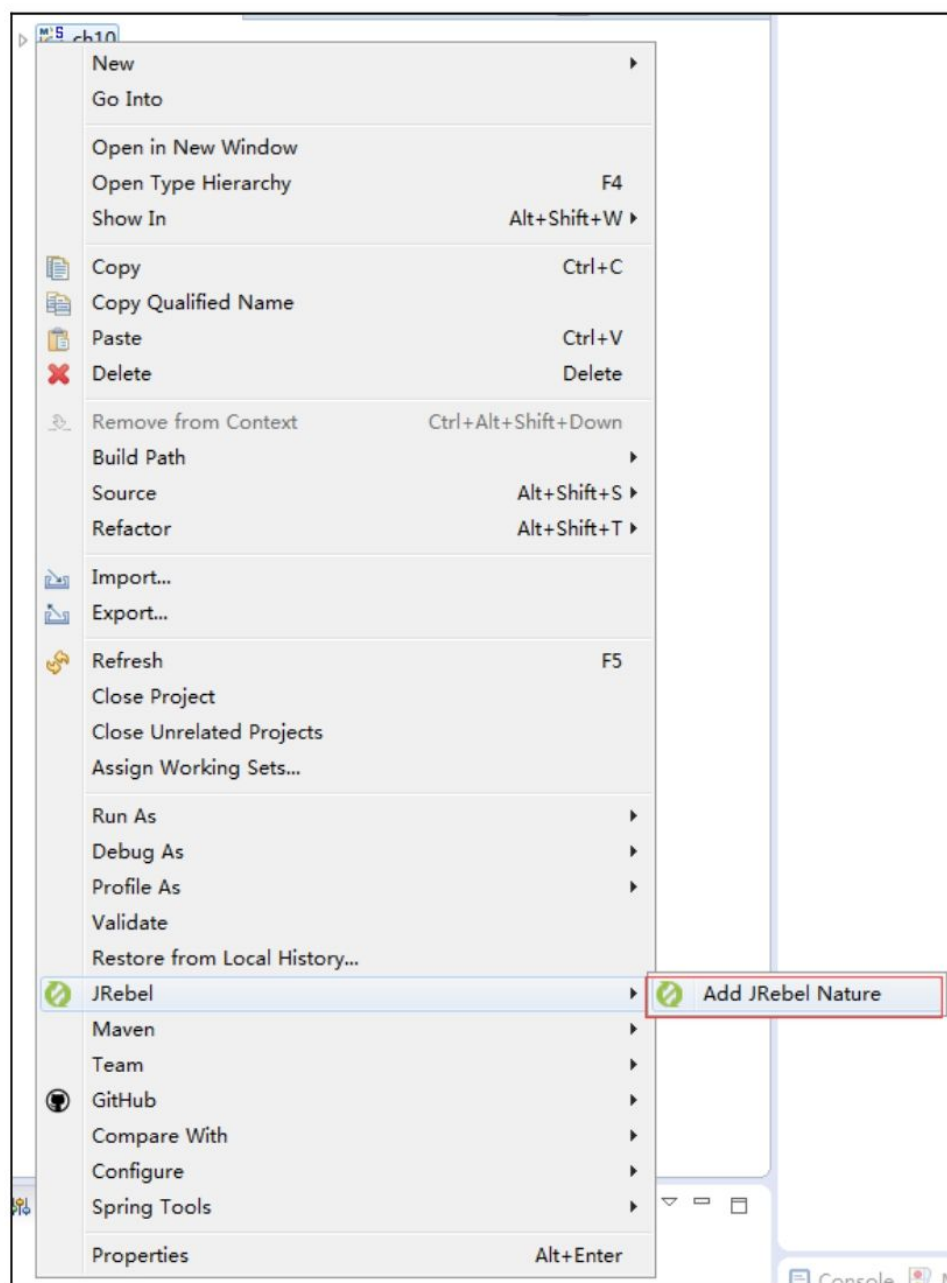 ch10
New
Go Into
Open in New Window
Open Type Hierarchy F4
Show In Alt+Shift+W
Copy Ctrl+C
Copy Qualified Name
Paste Ctrl+V
Delete Delete
Remove from Context Ctrl+Alt+Shift+Down
Build Path
Source Alt+Shift+S
Refactor Alt+Shift+T
Import...
Export...
Refresh F5
Close Project
Close Unrelated Projects
Assign Working Sets...
Run As
Debug As
Profile As
Validate
Restore from Local History...
JRebel Add JRebel Nature
Maven
Team
GitHub
Compare With
Configure
Spring Tools
Properties Alt+Enter
Console